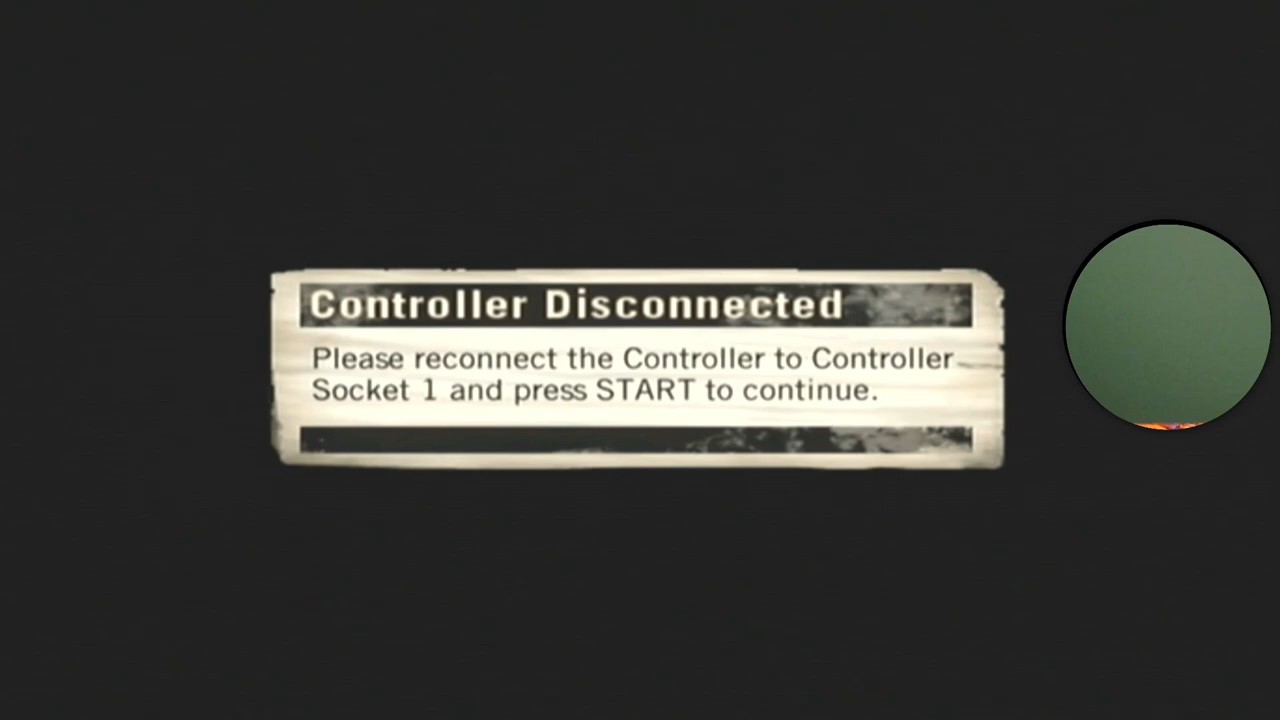 Controller Disconnected
Please reconnect the Controller to Controller
Socket 1 and press START to continue.